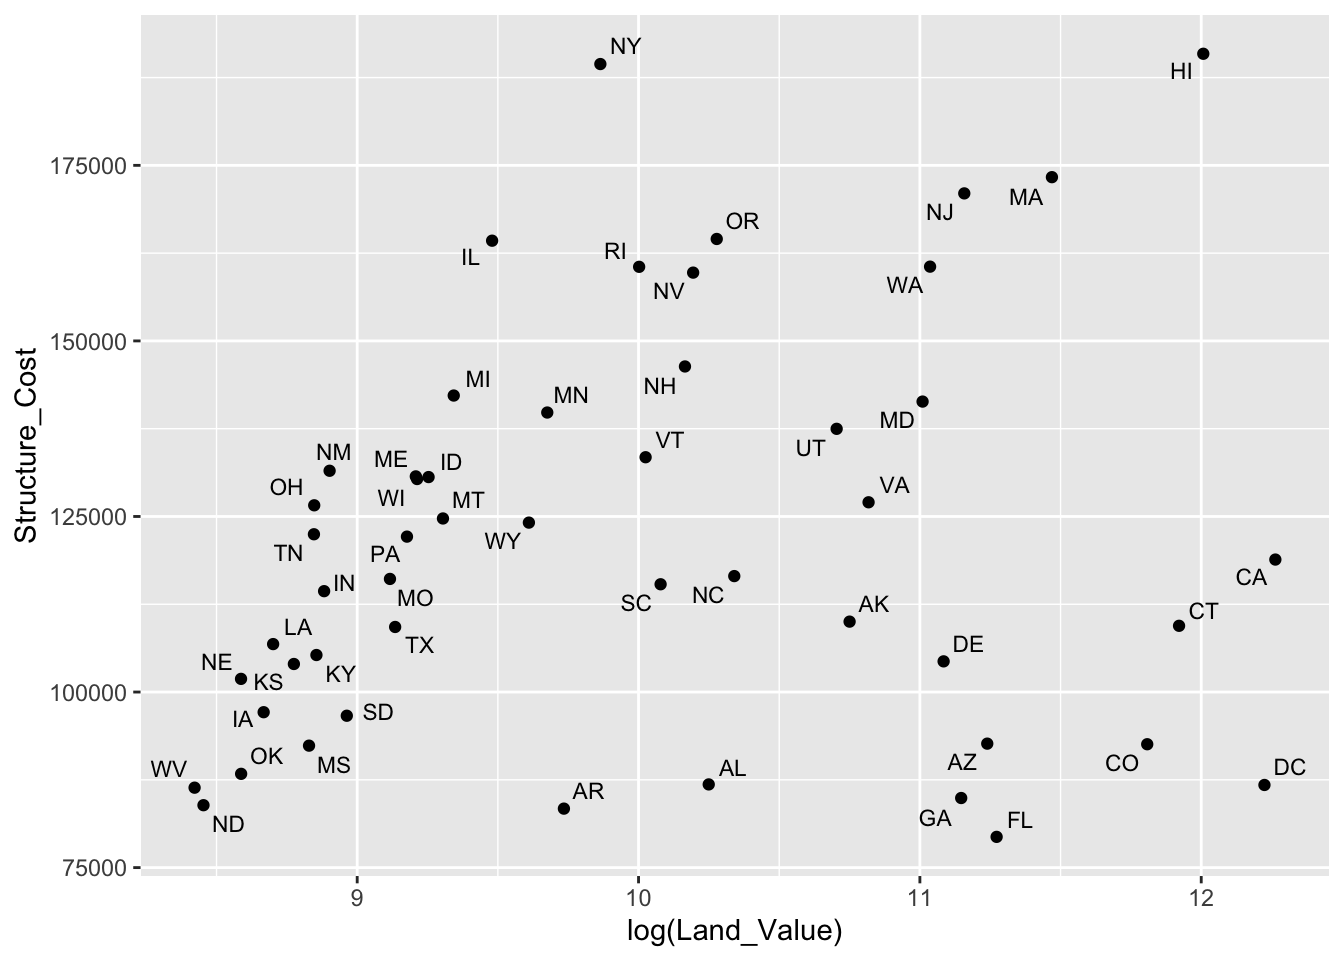 NY
HI
175000
MA
NJ
OR
RI
IL
NV
WA
150000
MI
NH
MN
MD
VT
UT
NM
ME
ID
OH
VA
WI
MT
125000
WY
TN
PA
IN
CA
MO
SC
NC
AK
CT
LA
TX
DE
NE
KY
KS
100000
SD
IA
OK
AZ
CO
MS
WV
AL
DC
AR
GA
FL
ND
75000
9
10
11
12
log(Land_Value)
Structure_Cost